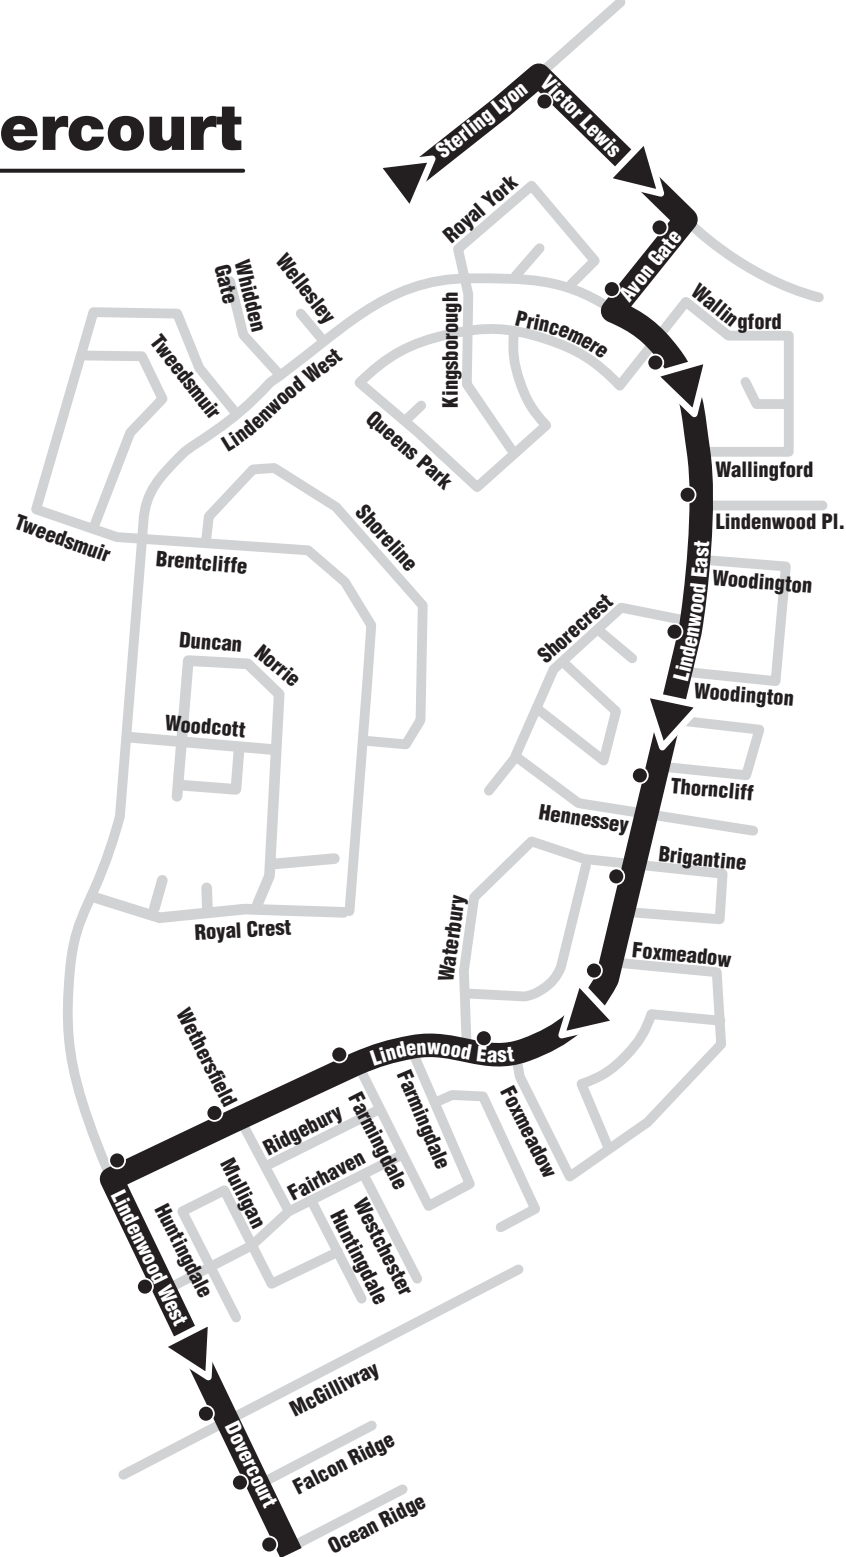 ercourt
Sterling Lyon
Victor Lewis
Royal York
Avon Gate
Whidden
Gate
Wellesley
Wallingford
Kingsborough
Princemere
Tweedsmuir
Lindenwood West
Queens Park
Wallingford
Shoreline
Tweedsmuir
Lindenwood Pl.
Brentcliffe
Lindenwood East
Woodington
Shorecrest
Duncan
Norrie
Woodington
Woodcott
Thorncliff
Hennessey
Brigantine
Royal Crest
Waterbury
Foxmeadow
Wethersfield
Lindenwood East
Ridgebury
Farmingdale
Farmingdale
Foxmeadow
Mulligan
Fairhaven
Huntingdale
Lindenwood West
Huntingdale
Westchester
McGillivray
Dovercourt
Falcon Ridge
Ocean Ridge